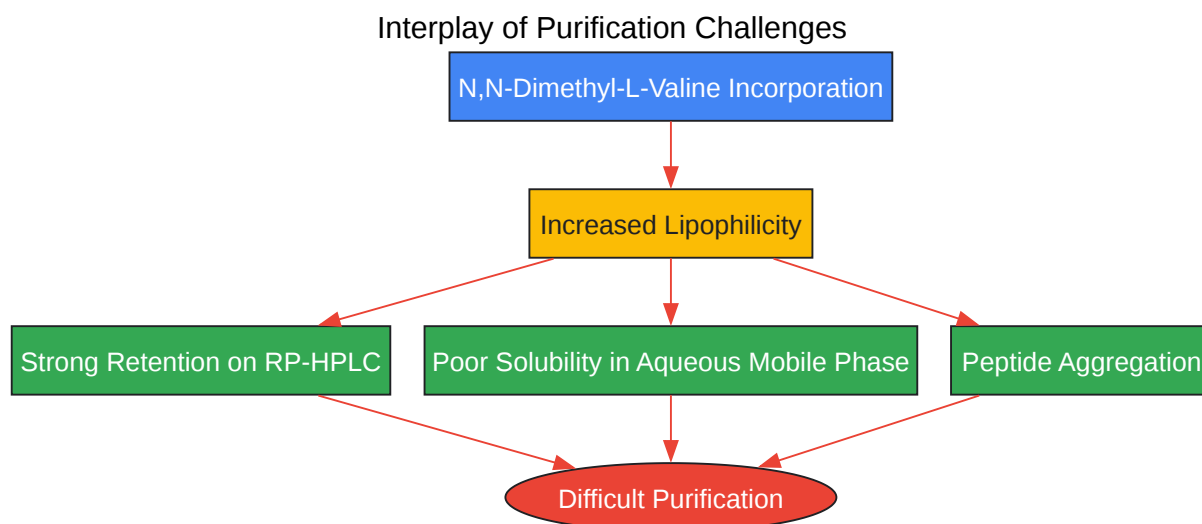 Interplay of Purification Challenges
N,N-Dimethyl-L-Valine Incorporation
Increased Lipophilicity
Strong Retention on RP-HPLC
Poor Solubility in Aqueous Mobile Phase
Peptide Aggregation
Difficult Purification